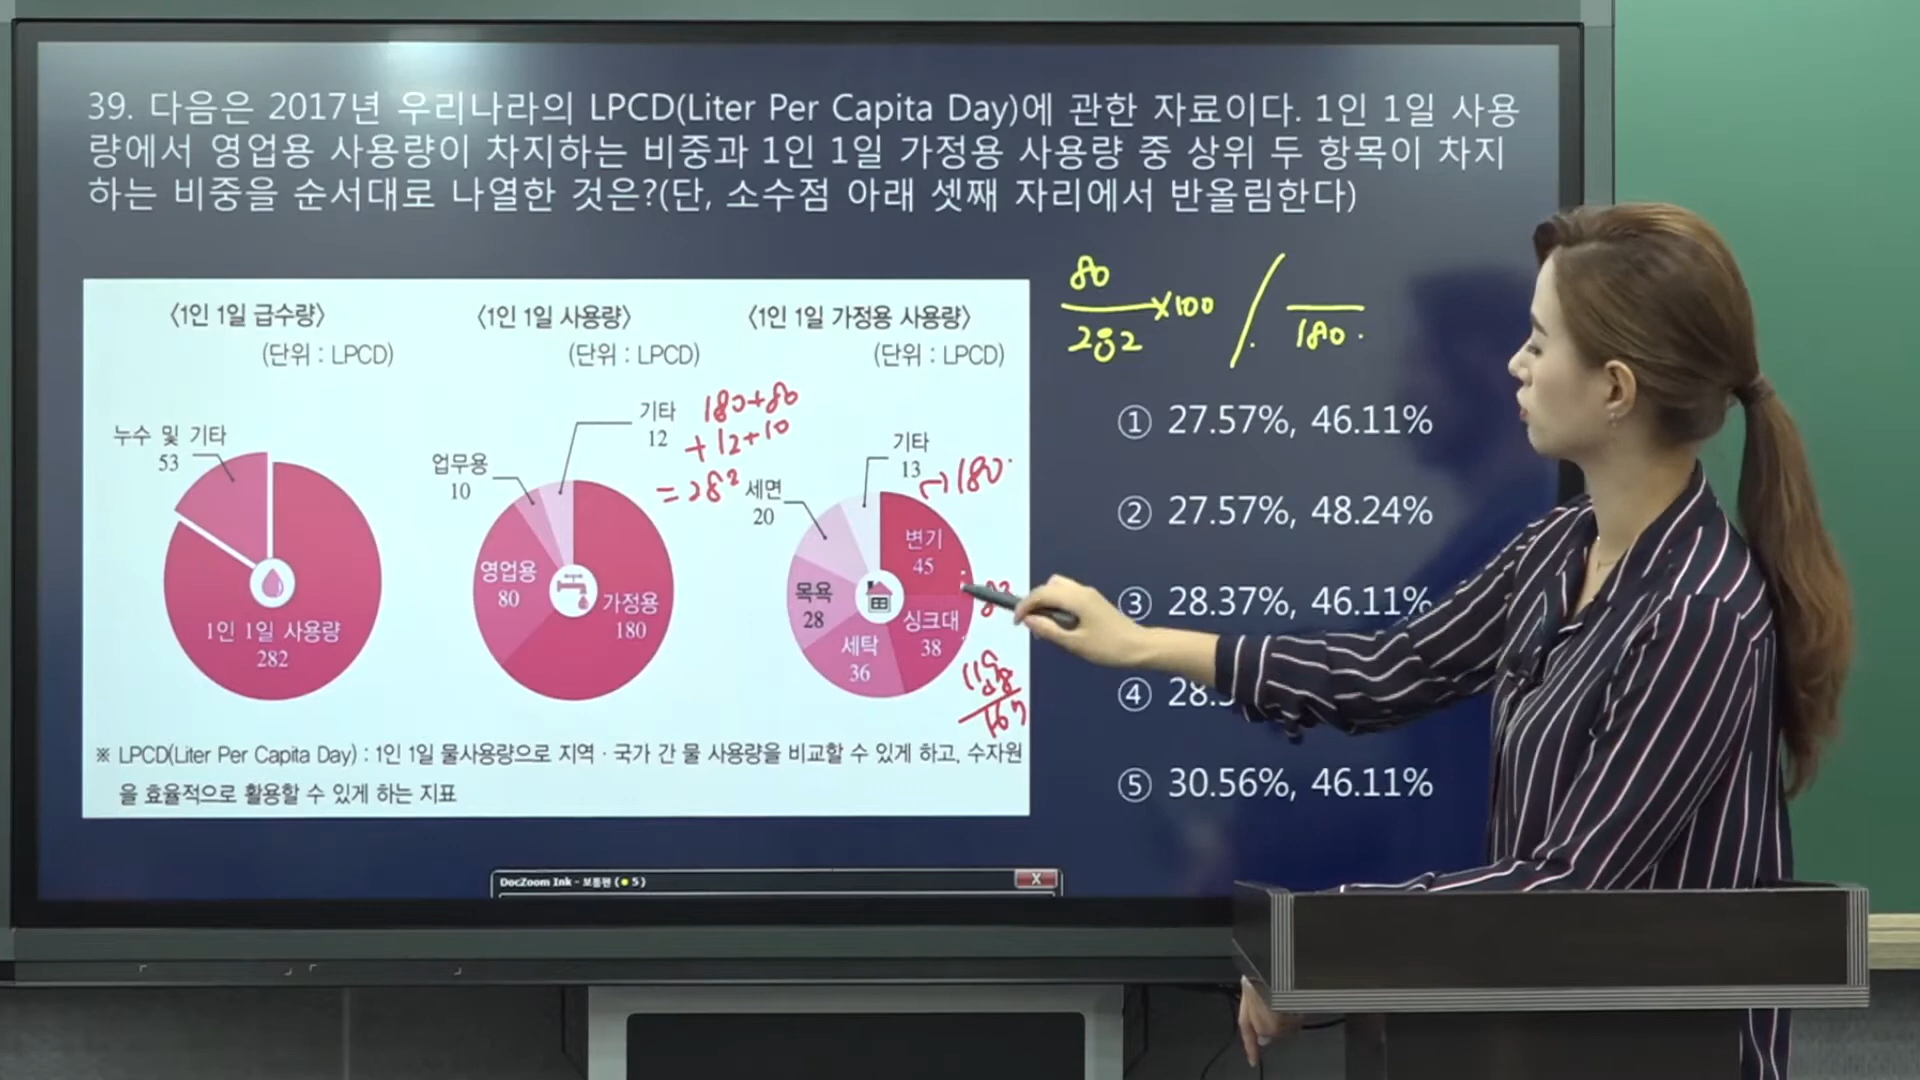 39. 다음은 2017년 우리나라의 LPCD(Liter Per Capita Day)에 관한 자료이다. 1인 1일 사용
량에서 영업용 사용량이 차지하는 비중과 1인 1일 가정용 사용량 중 상위 두 항목이 차지
하는 비중을 순서대로 나열한 것은?(단, 소수점 아래 셋째 자리에서 반올림한다)
〈1인 1일 급수량〉
(단위 : LPCD)
누수 및 기타
53
1인 1일 사용량
282
〈1인 1일 사용량〉
(단위 : LPCD)
기타
12
업무용
10
영업용
80
가정용
180
180+80
+12+10
=282
〈1인 1일 가정용 사용량〉
(단위 : LPCD)
기타
13
→180
세면
20
변기
45
목욕
28
싱크대
38
세탁
36
167
※ LPCD(Liter Per Capita Day) : 1인 1일 물사용량으로 지역 · 국가 간 물 사용량을 비교할 수 있게 하고, 수자원
을 효율적으로 활용할 수 있게 하는 지표
80
282
×100
/
180
① 27.57%, 46.11%
② 27.57%, 48.24%
③ 28.37%, 46.11%
④ 28.
⑤ 30.56%, 46.11%
DocZoom Ink - 보통펜 ( 5 )
X